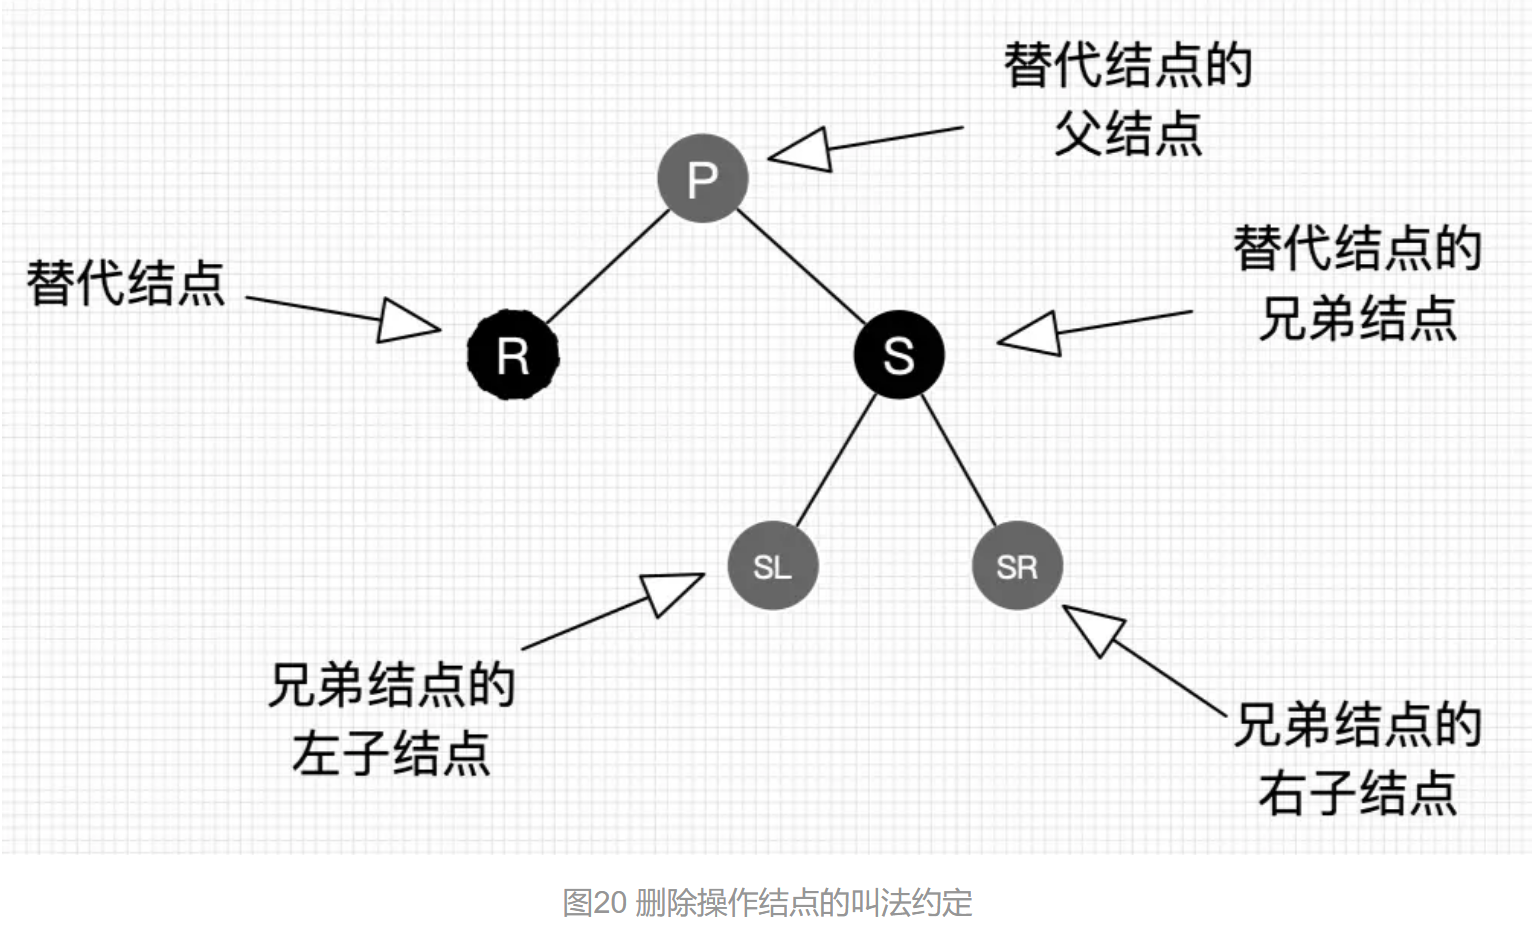 替代结点的
父结点
P
替代结点的
兄弟结点
替代结点
R
S
SL
SR
兄弟结点的
左子结点
兄弟结点的
右子结点
图20 删除操作结点的叫法约定